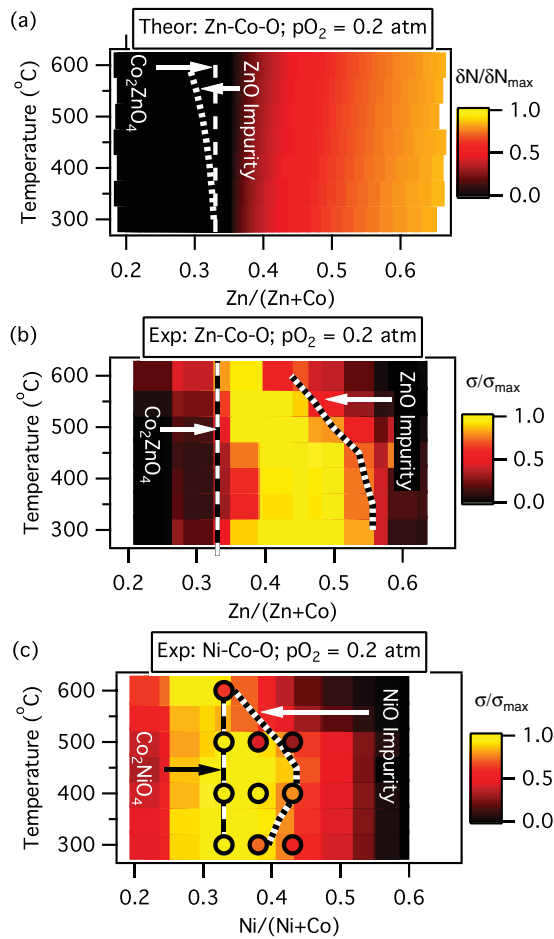 (a)
Theor: Zn-Co-O; pO₂ = 0.2 atm
Temperature (°C)
600
500
400
300
Co₂ZnO₄
ZnO Impurity
δN/δNmax
1.0
0.5
0.0
0.2 0.3 0.4 0.5 0.6
Zn/(Zn+Co)
(b)
Exp: Zn-Co-O; pO₂ = 0.2 atm
Temperature (°C)
600
500
400
300
Co₂ZnO₄
ZnO Impurity
σ/σmax
1.0
0.5
0.0
0.2 0.3 0.4 0.5 0.6
Zn/(Zn+Co)
(c)
Exp: Ni-Co-O; pO₂ = 0.2 atm
Temperature (°C)
600
500
400
300
Co₂NiO₄
NiO Impurity
σ/σmax
1.0
0.5
0.0
0.2 0.3 0.4 0.5 0.6
Ni/(Ni+Co)